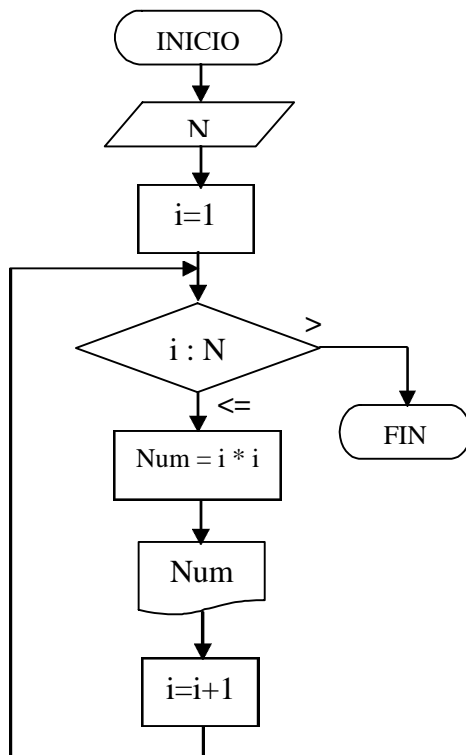 INICIO
N
i=1
>
i : N
<=
FIN
Num = i * i
Num
i=i+1